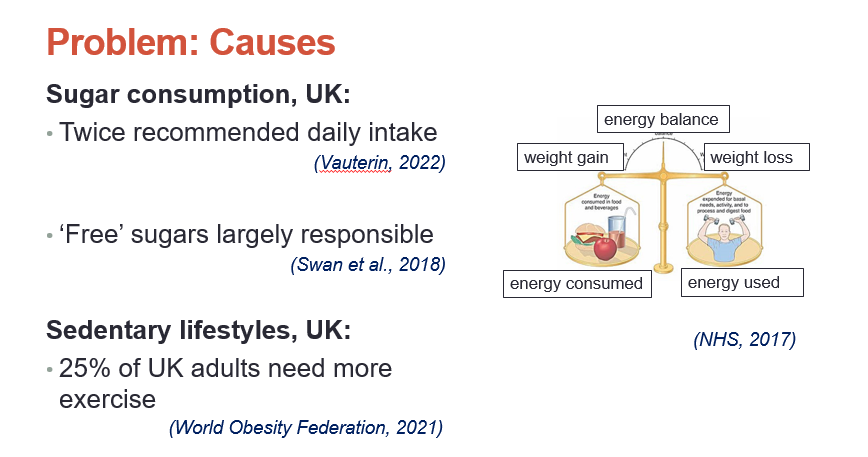 Problem: Causes
Sugar consumption, UK:
• Twice recommended daily intake
(Vauterin, 2022)
• ‘Free’ sugars largely responsible
(Swan et al., 2018)
Sedentary lifestyles, UK:
• 25% of UK adults need more
exercise
(World Obesity Federation, 2021)
energy balance
weight gain
weight loss
Energy
consumed in food
and beverages
Energy
expended for basal
needs, activity, and to
process and digest food
energy consumed
energy used
(NHS, 2017)